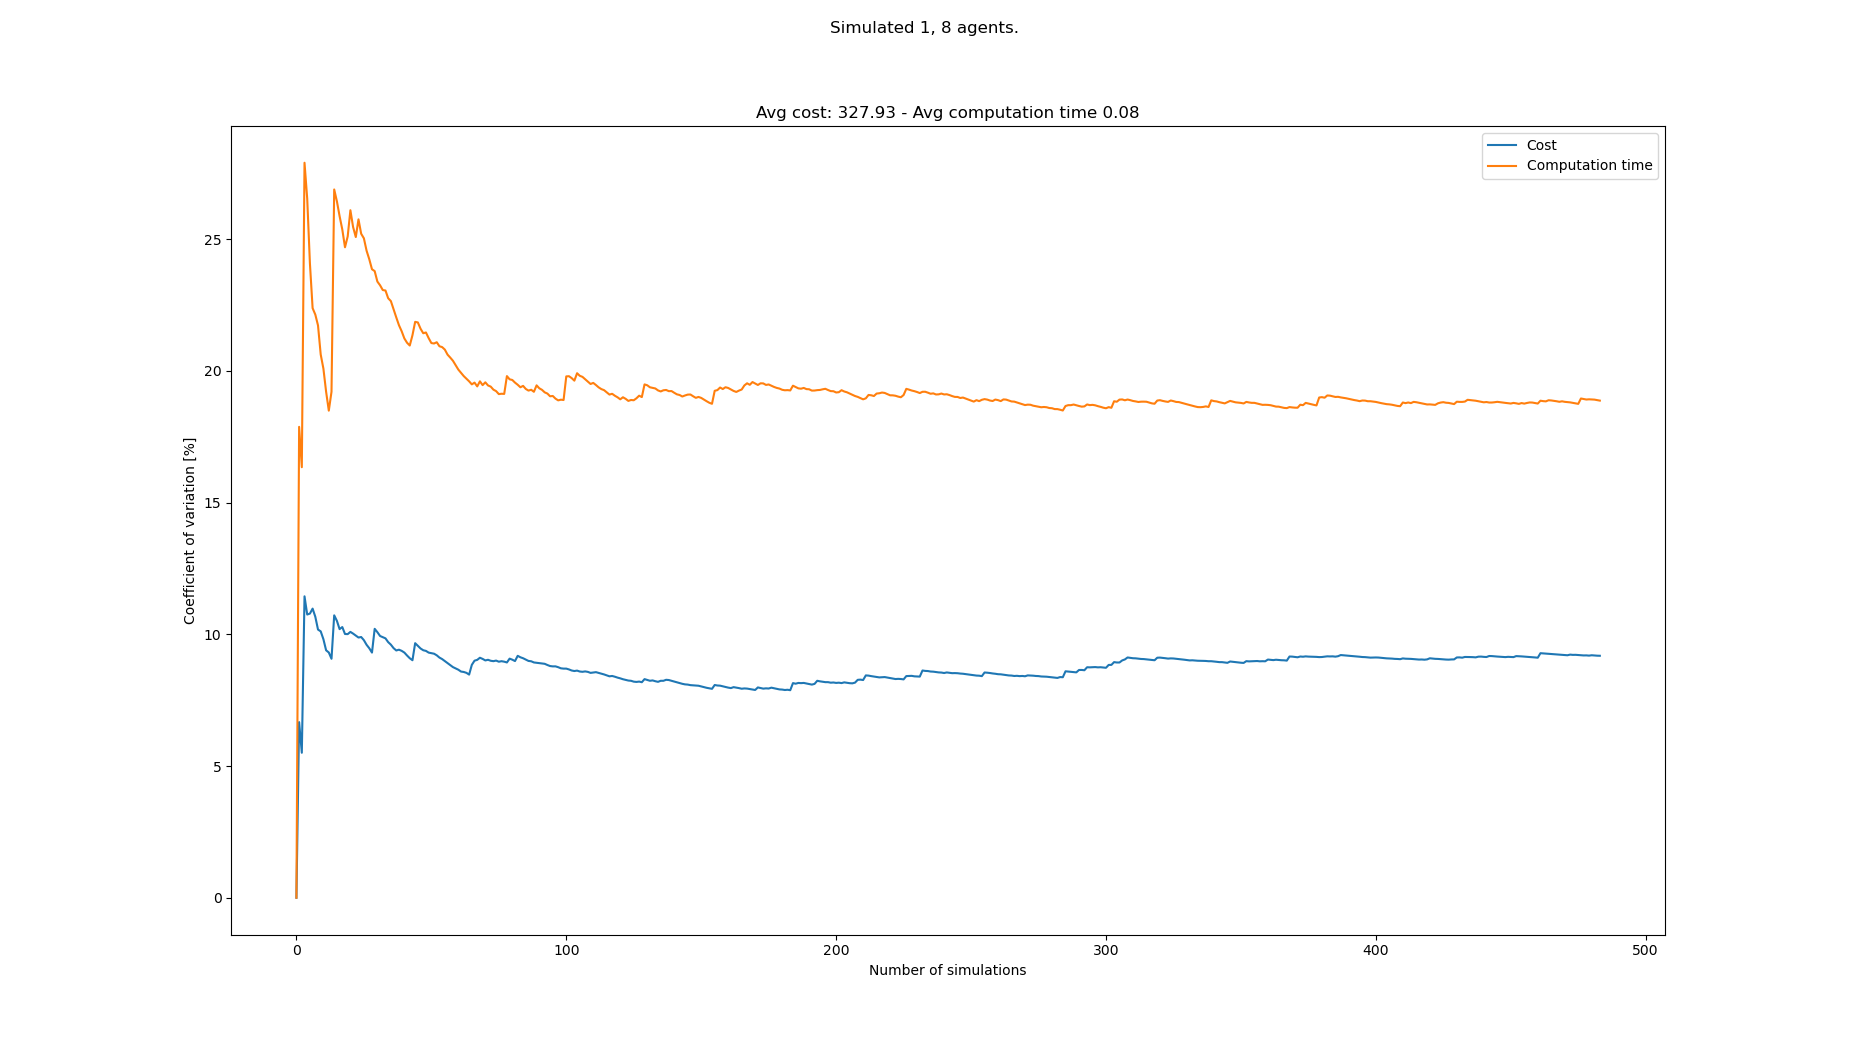 Simulated 1, 8 agents.
Avg cost: 327.93 - Avg computation time 0.08
Cost
Computation time
25
20
15
10
5
0
Coefficient of variation [%]
0 100 200 300 400 500
Number of simulations